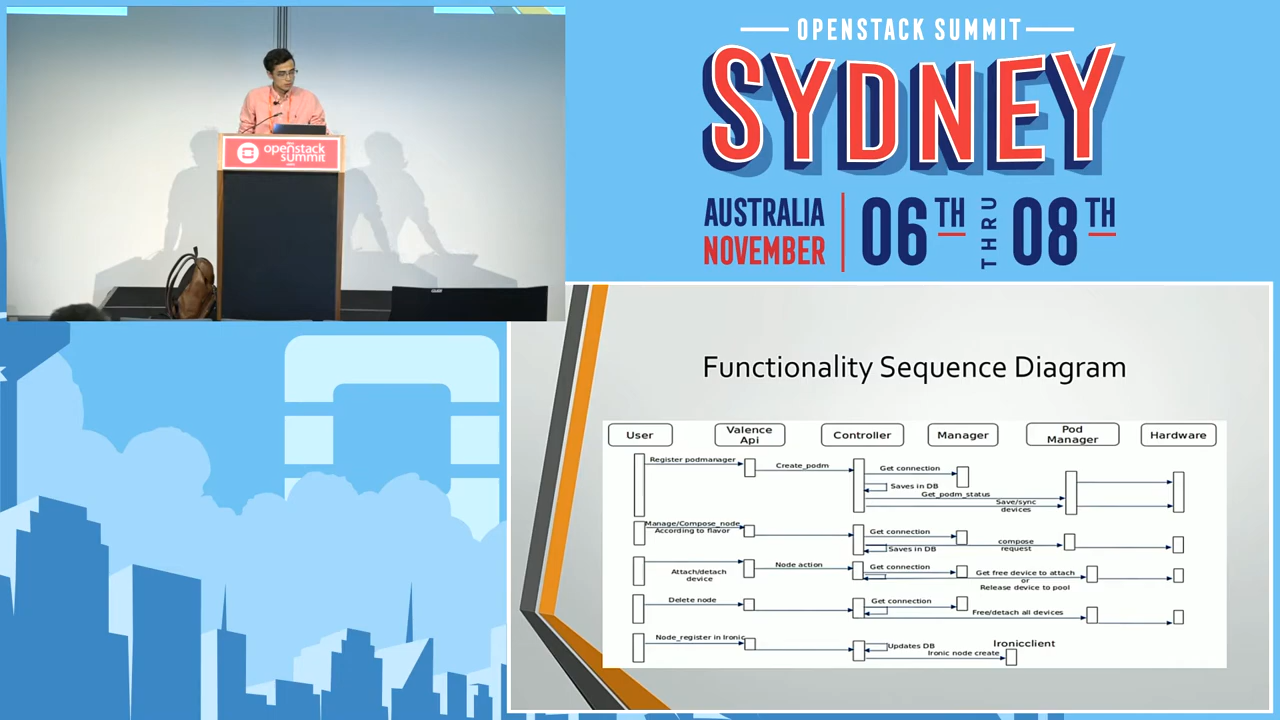 OPENSTACK SUMMIT
SYDNEY
AUSTRALIA
NOVEMBER
06TH THRU 08TH
openstack
summit
Functionality Sequence Diagram
User
Valence
Api
Controller
Manager
Pod
Manager
Hardware
Register podmanager
Create_podm
Get connection
Saves in DB
Get_podm_status
Save/sync
devices
Manage/Compose_node
According to flavor
Get connection
Saves in DB
compose
request
Attach/detach
device
Node action
Get connection
Get free device to attach
or
Release device to pool
Delete node
Get connection
Free/detach all devices
Node_register in Ironic
Updates DB
Ironic node create
Ironicclient